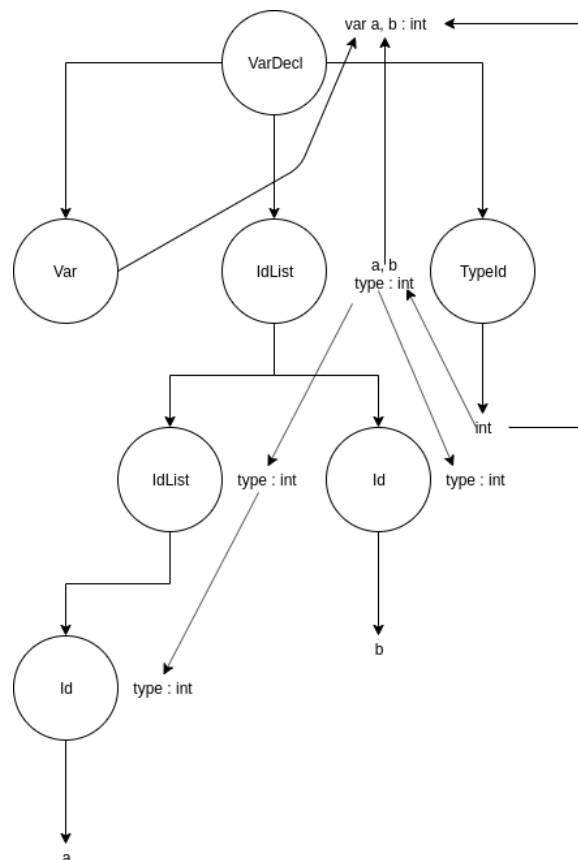 var a, b : int
VarDecl
Var
IdList
a, b
type : int
TypeId
int
IdList
type : int
Id
type : int
b
Id
type : int
a